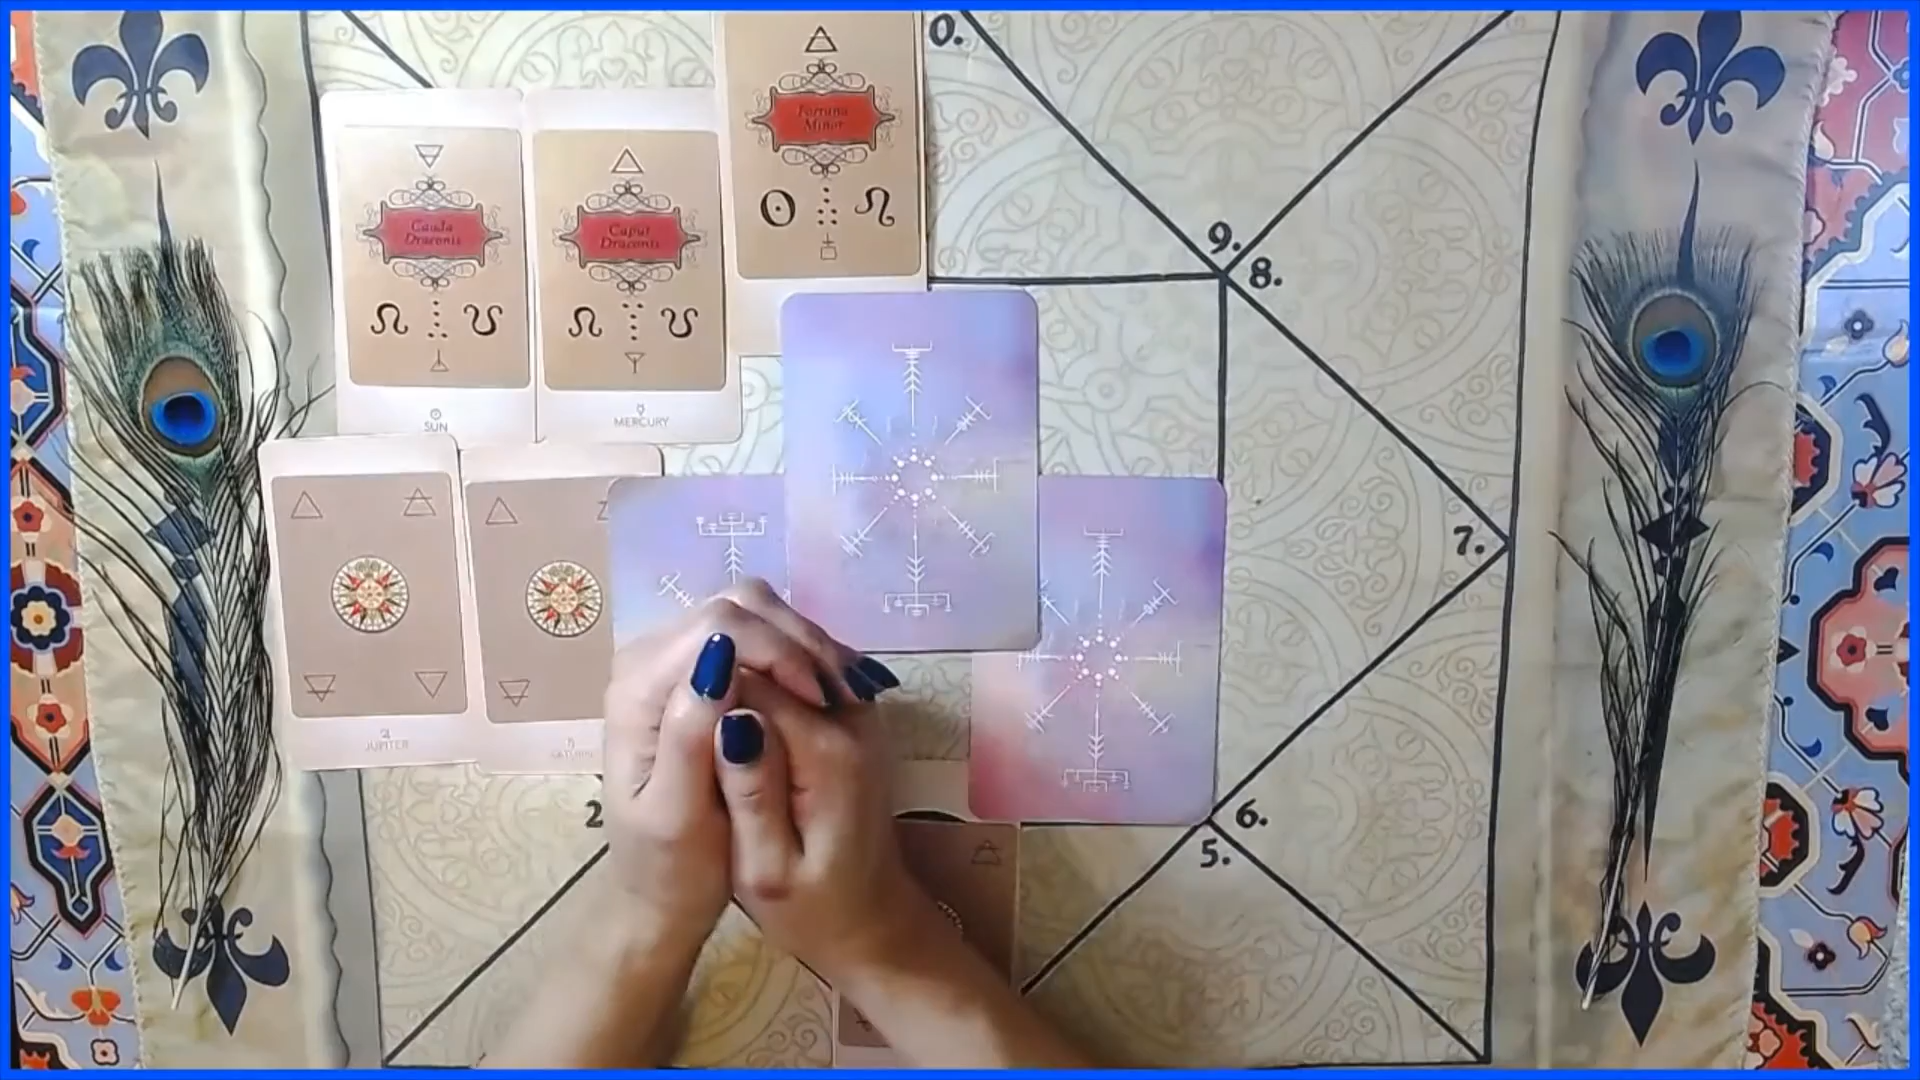 0.
Fortuna
Minor
Cauda
Draconis
Caput
Draconis
9.
8.
SUN
MERCURY
7.
JUPITER
SATURN
2
6.
5.